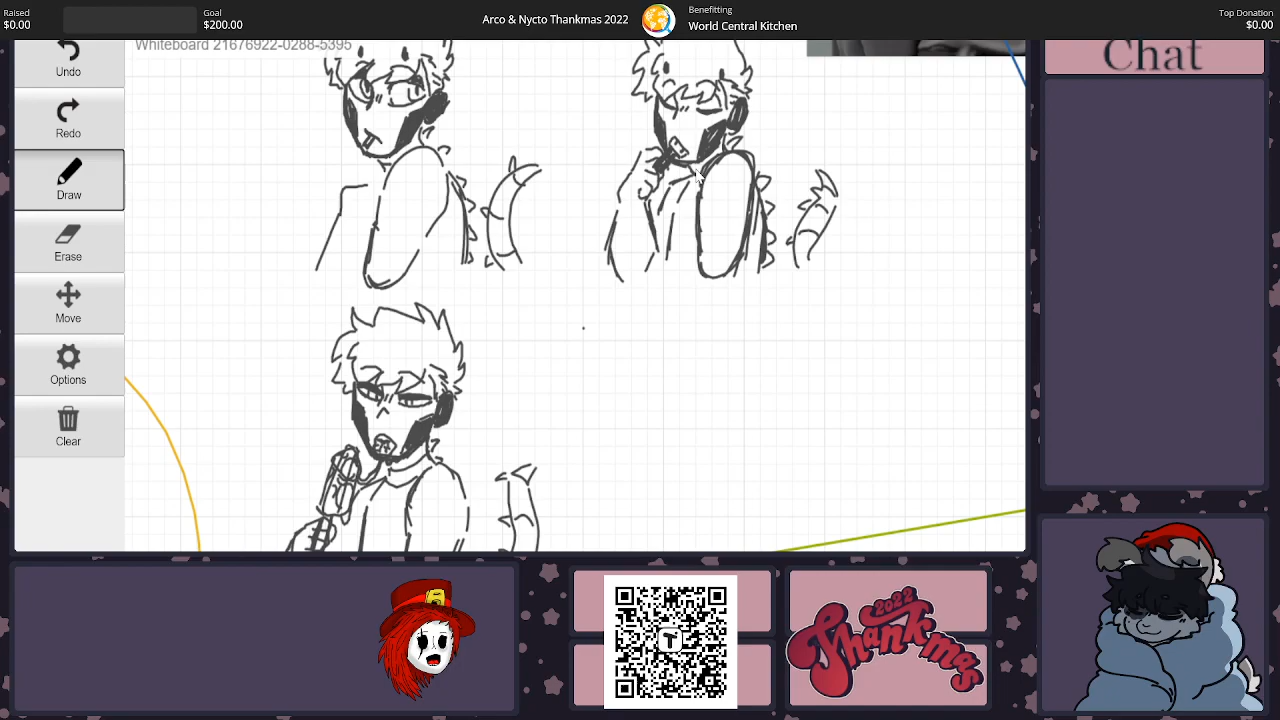 Raised
$0.00
Goal
$200.00
Arco & Nycto Thankmas 2022
Benefitting
World Central Kitchen
Top Donation
$0.00
Whiteboard 21676922-0288-5395
Chat
Undo
Redo
Draw
Erase
Move
Options
Clear
T
2022
Thankmas